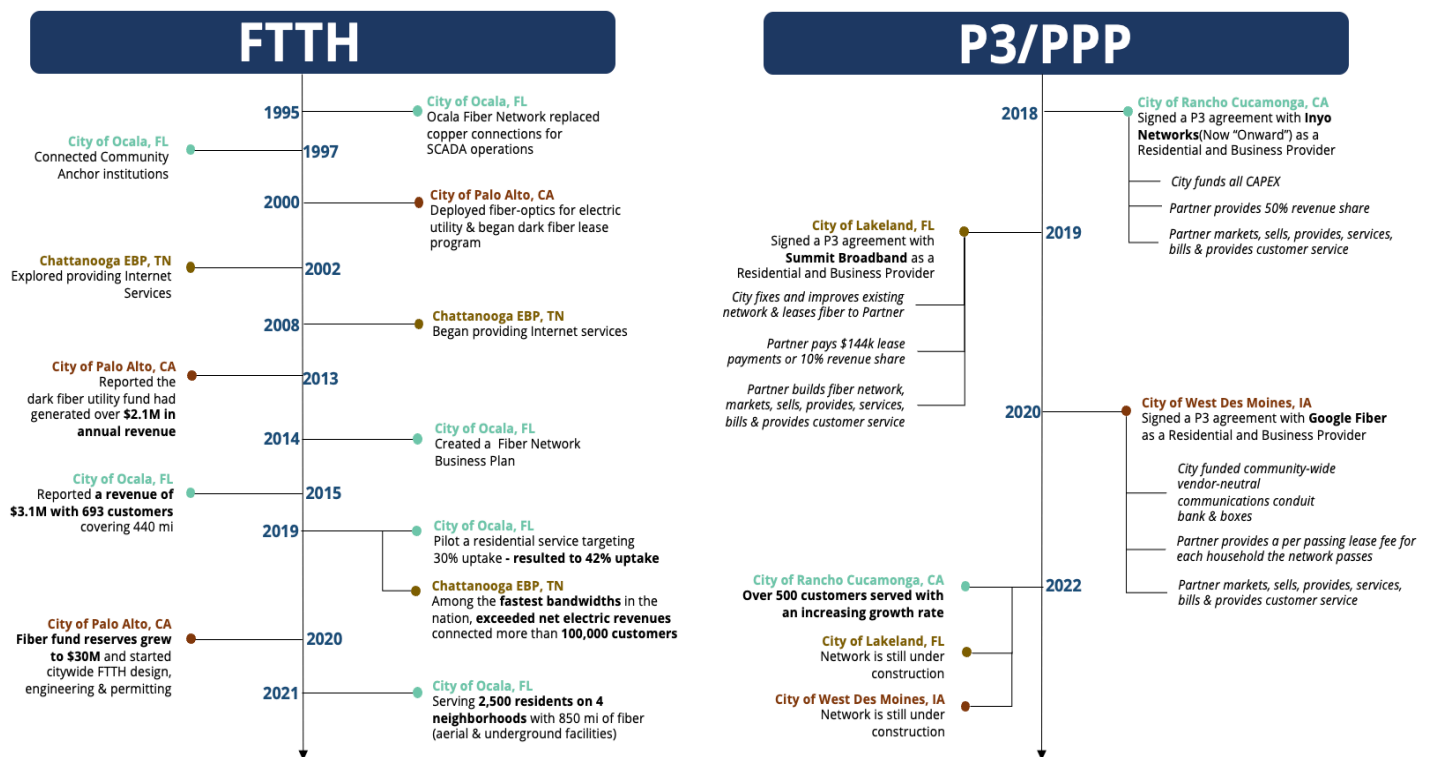 FTTH
1995
City of Ocala, FL
Ocala Fiber Network replaced
copper connections for
SCADA operations
City of Ocala, FL
Connected Community
Anchor institutions
1997
2000
City of Palo Alto, CA
Deployed fiber-optics for electric
utility & began dark fiber lease
program
Chattanooga EBP, TN
Explored providing Internet
Services
2002
2008
Chattanooga EBP, TN
Began providing Internet services
City of Palo Alto, CA
Reported the
dark fiber utility fund had
generated over $2.1M in
annual revenue
2013
2014
City of Ocala, FL
Created a Fiber Network
Business Plan
City of Ocala, FL
Reported a revenue of
$3.1M with 693 customers
covering 440 mi
2015
2019
City of Ocala, FL
Pilot a residential service targeting
30% uptake - resulted to 42% uptake
Chattanooga EBP, TN
Among the fastest bandwidths in the
nation, exceeded net electric revenues
connected more than 100,000 customers
City of Palo Alto, CA
Fiber fund reserves grew
to $30M and started
citywide FTTH design,
engineering & permitting
2020
2021
City of Ocala, FL
Serving 2,500 residents on 4
neighborhoods with 850 mi of fiber
(aerial & underground facilities)
P3/PPP
2018
City of Rancho Cucamonga, CA
Signed a P3 agreement with Inyo
Networks(Now “Onward”) as a
Residential and Business Provider
City funds all CAPEX
Partner provides 50% revenue share
Partner markets, sells, provides, services,
bills & provides customer service
City of Lakeland, FL
Signed a P3 agreement with
Summit Broadband as a
Residential and Business Provider
2019
City fixes and improves existing
network & leases fiber to Partner
Partner pays $144k lease
payments or 10% revenue share
Partner builds fiber network,
markets, sells, provides, services,
bills & provides customer service
2020
City of West Des Moines, IA
Signed a P3 agreement with Google Fiber
as a Residential and Business Provider
City funded community-wide
vendor-neutral
communications conduit
bank & boxes
Partner provides a per passing lease fee for
each household the network passes
Partner markets, sells, provides, services,
bills & provides customer service
City of Rancho Cucamonga, CA
Over 500 customers served with
an increasing growth rate
2022
City of Lakeland, FL
Network is still under
construction
City of West Des Moines, IA
Network is still under
construction